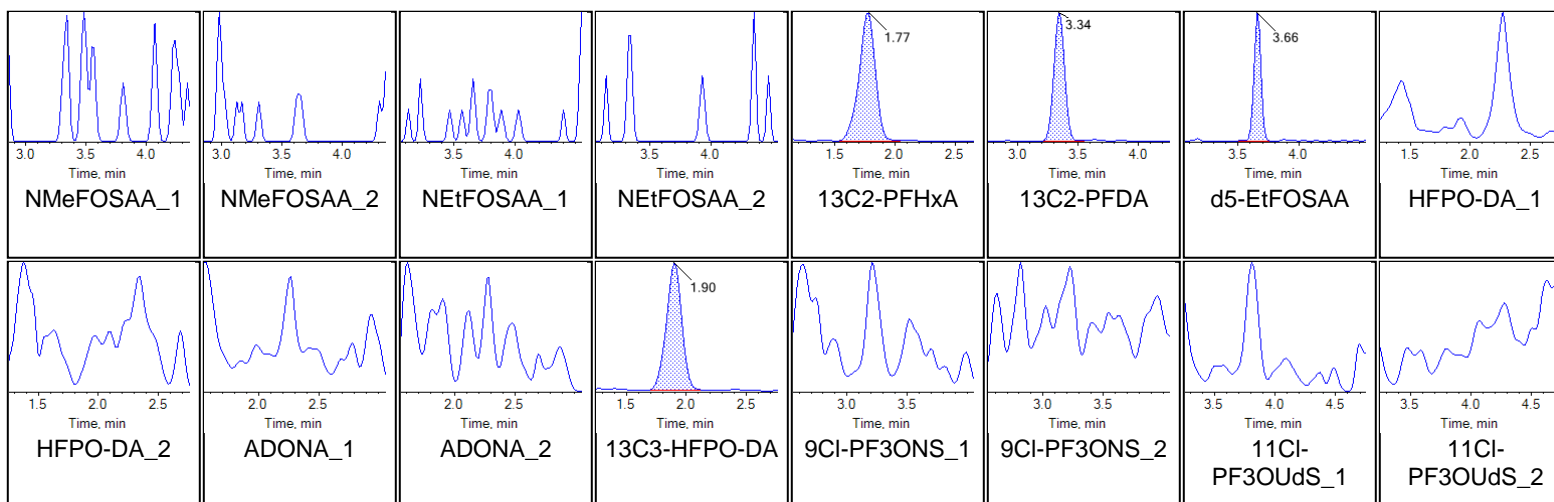 1.77
3.34
3.66
3.0 3.5 4.0
3.0 3.5 4.0
3.5 4.0
3.5 4.0
1.5 2.0 2.5
3.0 3.5 4.0
3.5 4.0
1.5 2.0 2.5
Time, min
Time, min
Time, min
Time, min
Time, min
Time, min
Time, min
Time, min
NMeFOSAA_1
NMeFOSAA_2
NEtFOSAA_1
NEtFOSAA_2
13C2-PFHxA
13C2-PFDA
d5-EtFOSAA
HFPO-DA_1
1.90
1.5 2.0 2.5
2.0 2.5
2.0 2.5
1.5 2.0 2.5
3.0 3.5
3.0 3.5
3.5 4.0 4.5
3.5 4.0 4.5
Time, min
Time, min
Time, min
Time, min
Time, min
Time, min
Time, min
Time, min
HFPO-DA_2
ADONA_1
ADONA_2
13C3-HFPO-DA
9Cl-PF3ONS_1
9Cl-PF3ONS_2
11Cl-
PF3OUdS_1
11Cl-
PF3OUdS_2